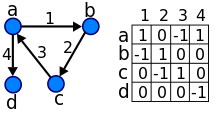 a 1 b
4 3 2
d c
1 2 3 4
a 1 0 -1 1
b -1 1 0 0
c 0 -1 1 0
d 0 0 0 -1